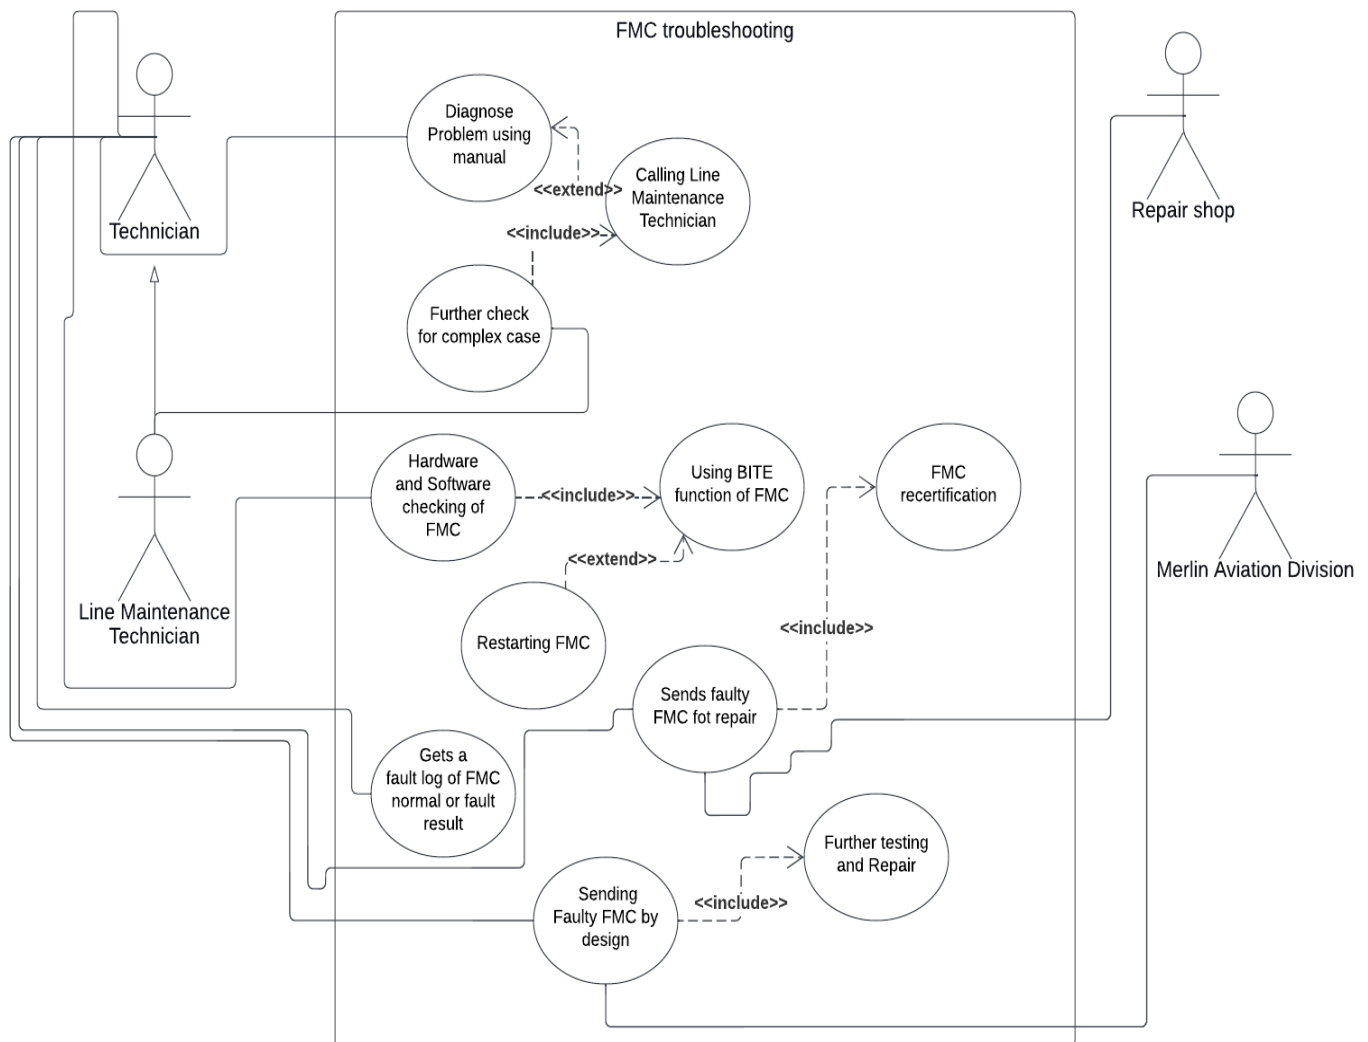 FMC troubleshooting
Diagnose
Problem using
manual
<<extend>>
Calling Line
Maintenance
Technician
<<include>>
Technician
Repair shop
Further check
for complex case
Hardware
and Software
checking of
FMC
<<include>>
Using BITE
function of FMC
FMC
recertification
<<extend>>
Merlin Aviation Division
Line Maintenance
Technician
Restarting FMC
<<include>>
Sends faulty
FMC fot repair
Gets a
fault log of FMC
normal or fault
result
Further testing
and Repair
<<include>>
Sending
Faulty FMC by
design